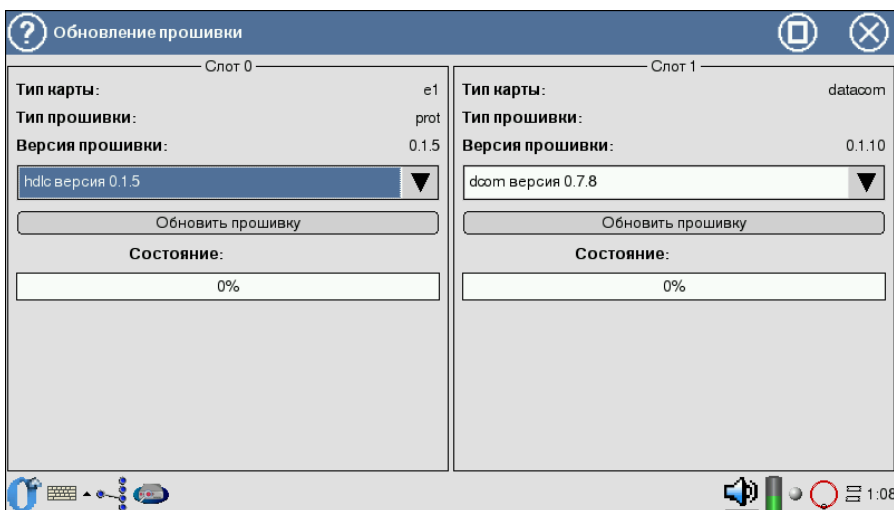 Обновление прошивки
Слот 0
Тип карты: e1
Тип прошивки: prot
Версия прошивки: 0.1.5
hdlc версия 0.1.5
Обновить прошивку
Состояние:
0%
Слот 1
Тип карты: datacom
Тип прошивки:
Версия прошивки: 0.1.10
dcom версия 0.7.8
Обновить прошивку
Состояние:
0%
1:08